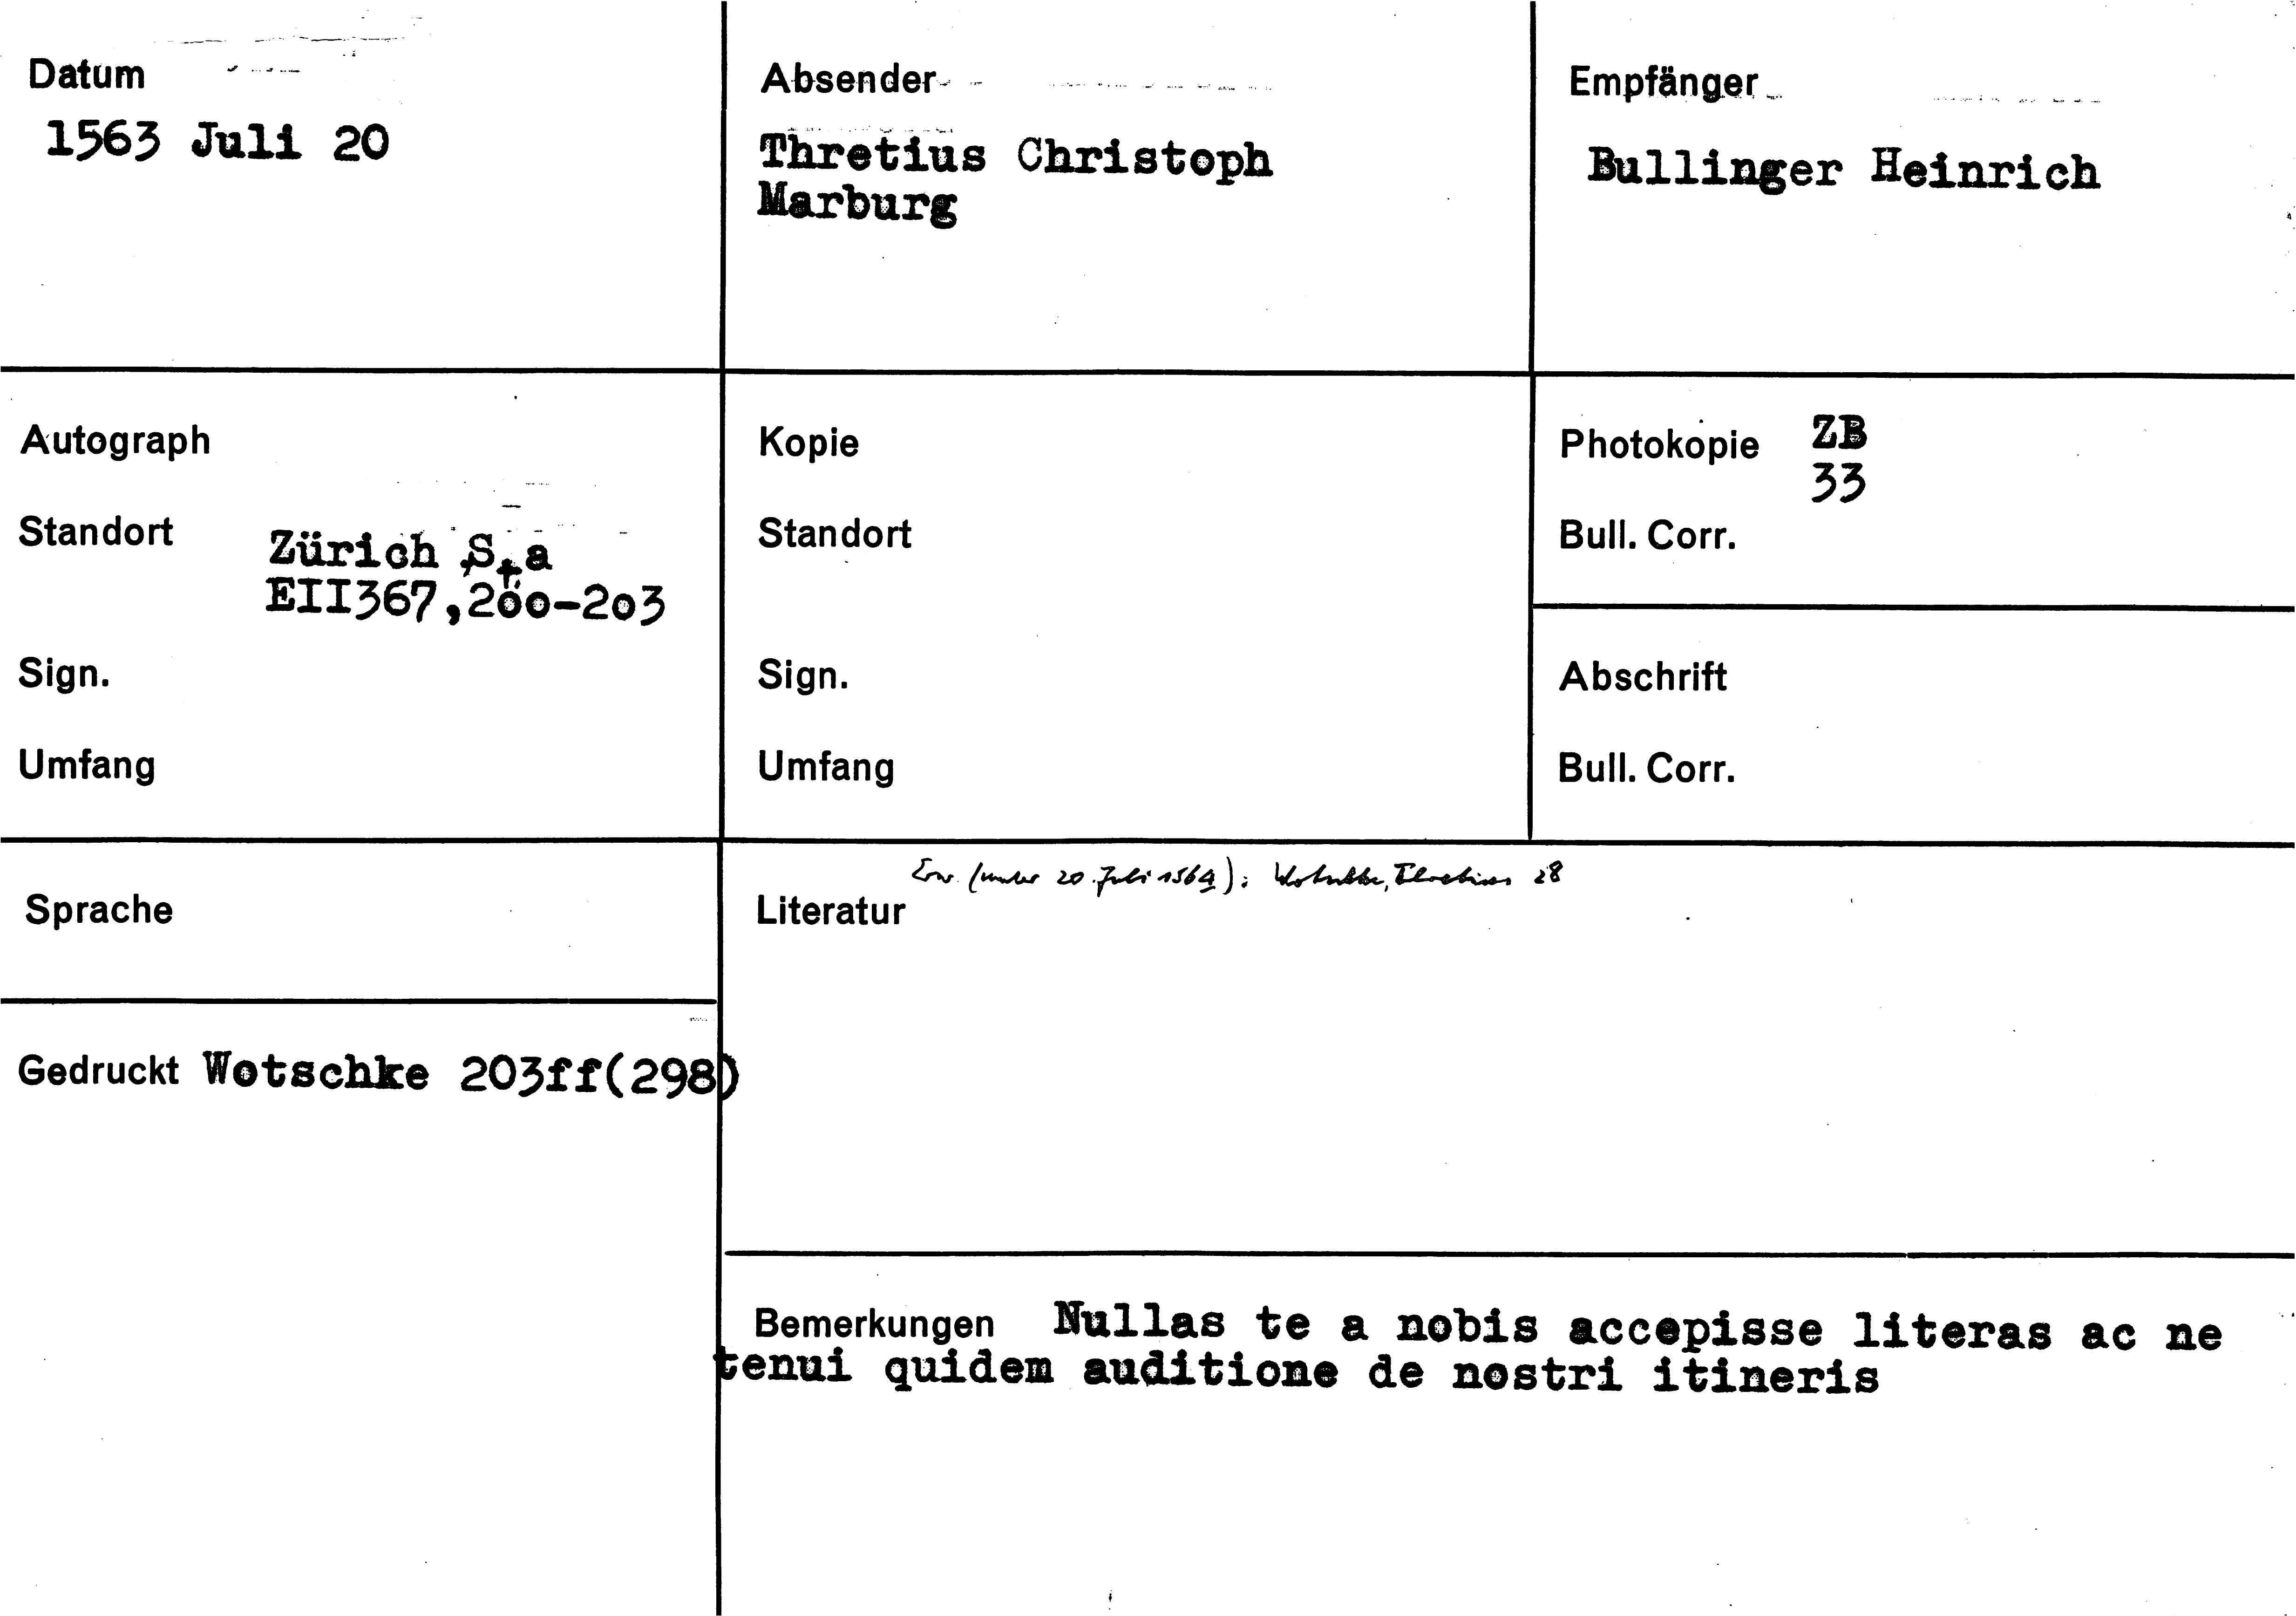 Datum
1563 Juli 20
Absender
Thretius Christoph
Marburg
Empfänger
Bullinger Heinrich
Autograph
Standort
Zürich Sta
EII367,200-203
Sign.
Umfang
Kopie
Standort
Sign.
Umfang
Photokopie ZB
33
Bull. Corr.
Abschrift
Bull. Corr.
Sprache
Gedruckt Wotschke 203ff(298)
Erw. (unter 20. Juli 1564): Wotschke, Thretius 28
Literatur
Bemerkungen Nullas te a nobis accepisse literas ac ne
tenui quidem auditione de nostri itineris